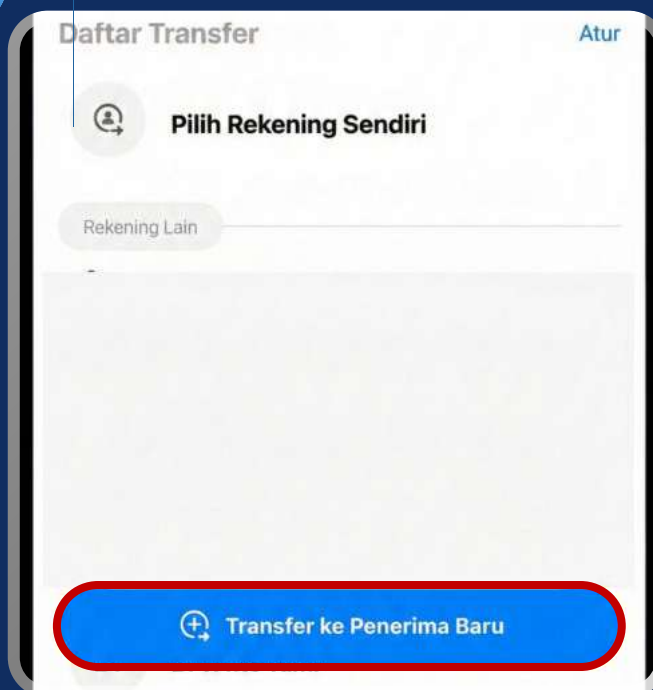 Daftar Transfer
Atur
Pilih Rekening Sendiri
Rekening Lain
Transfer ke Penerima Baru